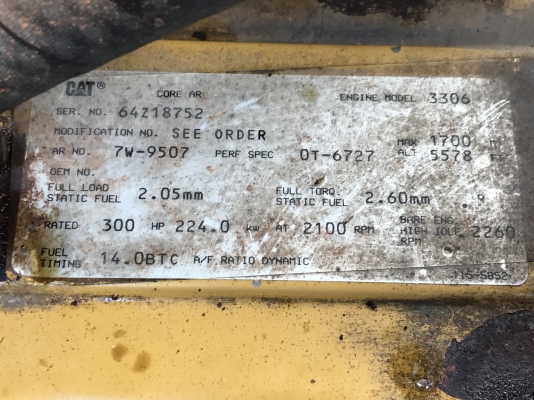 CAT® CORE AR ENGINE MODEL 3306
SER. NO. 64Z18752
MODIFICATION NO. SEE ORDER
AR NO. 7W-9507 PERF SPEC 0T-6727 MAX ALT 1700 5578
OEM NO.
FULL LOAD STATIC FUEL 2.05mm FULL TORQ. STATIC FUEL 2.60mm 9
RATED 300 HP 224.0 kw AT 2100 RPM BARE ENG. HIGH IDLE RPM 2260
FUEL TIMING 14.0BTC A/F RATIO DYNAMIC